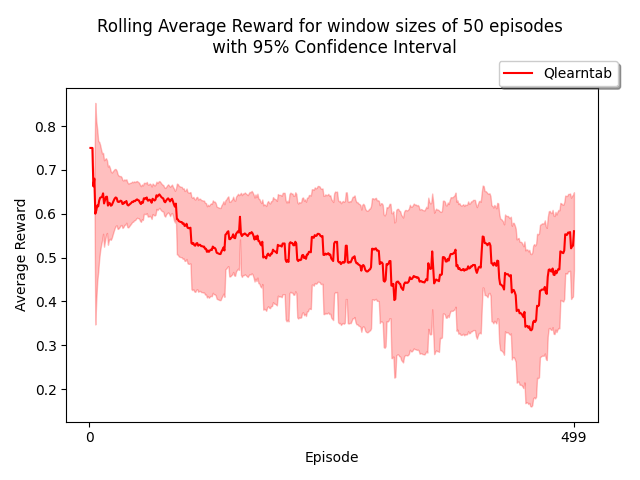 Rolling Average Reward for window sizes of 50 episodes
with 95% Confidence Interval
Qlearntab
0.8
0.7
0.6
0.5
0.4
0.3
0.2
Average Reward
0
499
Episode